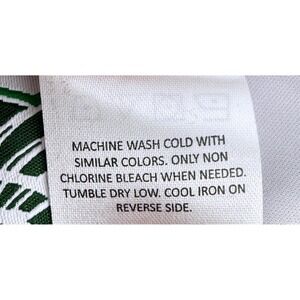 MACHINE WASH COLD WITH
SIMILAR COLORS. ONLY NON
CHLORINE BLEACH WHEN NEEDED.
TUMBLE DRY LOW. COOL IRON ON
REVERSE SIDE.